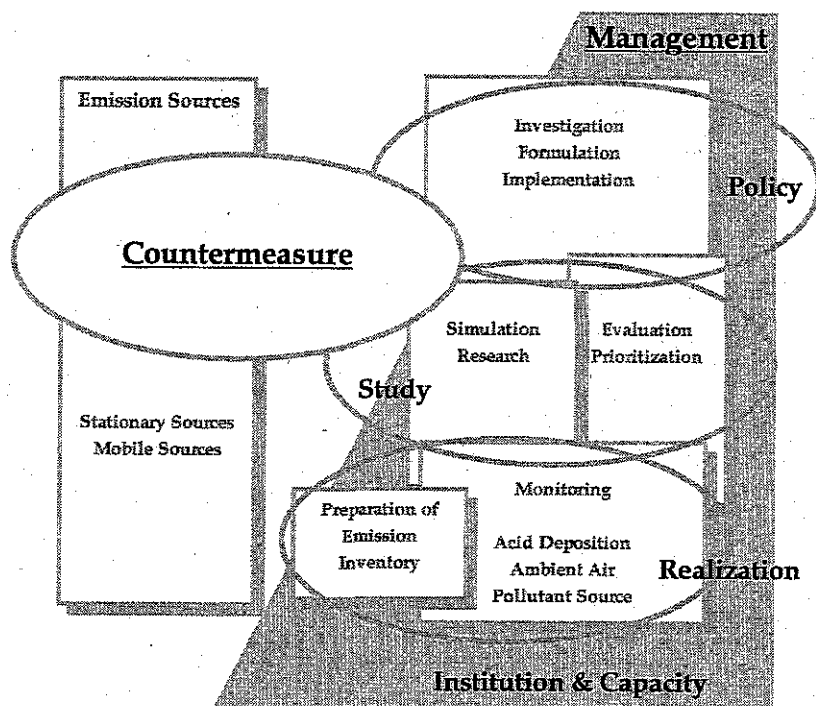 Management
Emission Sources
Investigation
Formulation
Implementation
Policy
Countermeasure
Simulation
Research
Evaluation
Prioritization
Study
Stationary Sources
Mobile Sources
Monitoring
Preparation of
Emission
Inventory
Acid Deposition
Ambient Air
Pollutant Source
Realization
Institution & Capacity